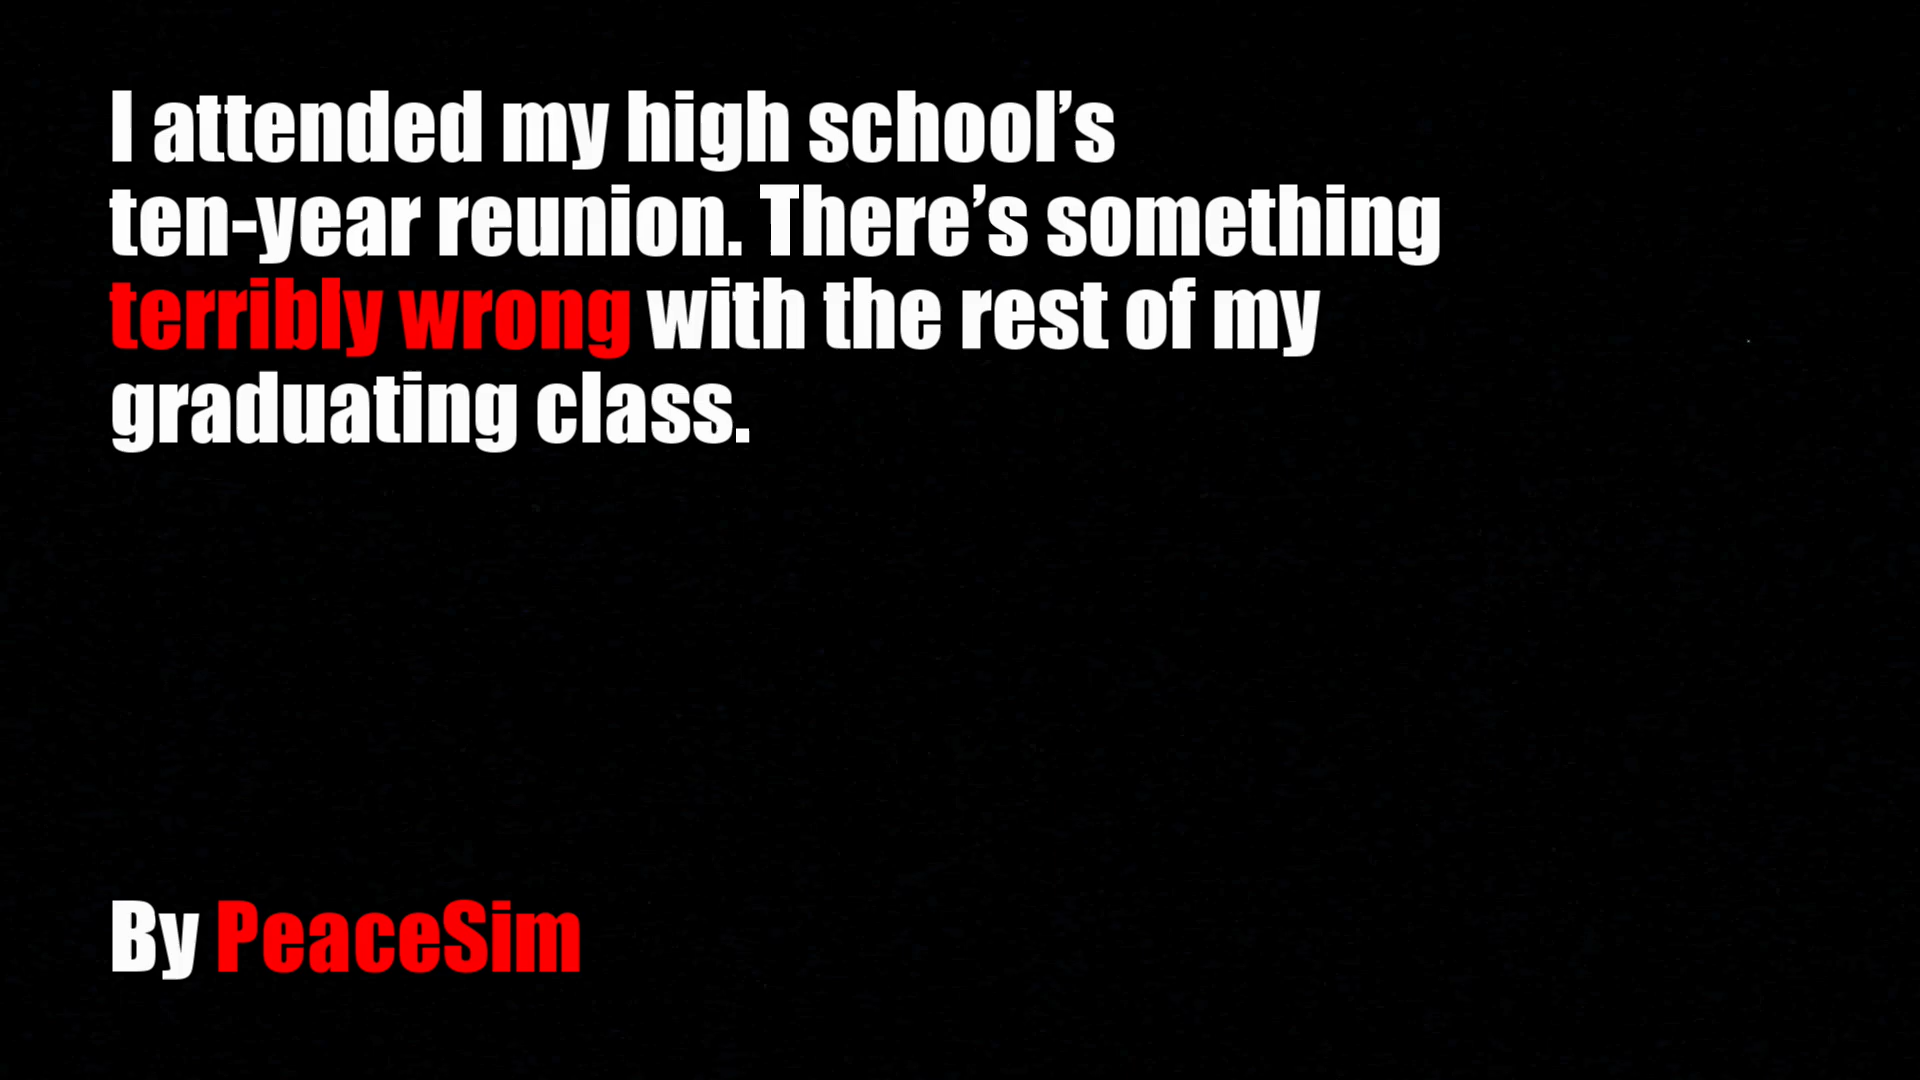 I attended my high school’s
ten-year reunion. There’s something
terribly wrong with the rest of my
graduating class.
By PeaceSim